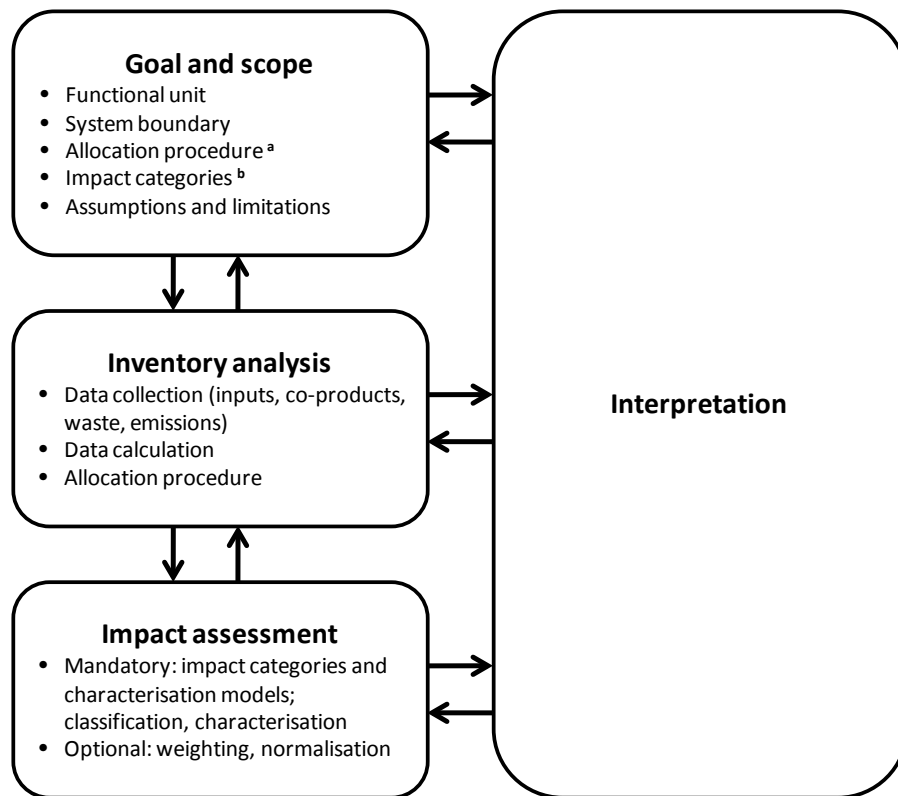 Goal and scope
• Functional unit
• System boundary
• Allocation procedure a
• Impact categories b
• Assumptions and limitations
Inventory analysis
• Data collection (inputs, co-products,
waste, emissions)
• Data calculation
• Allocation procedure
Impact assessment
• Mandatory: impact categories and
characterisation models;
classification, characterisation
• Optional: weighting, normalisation
Interpretation